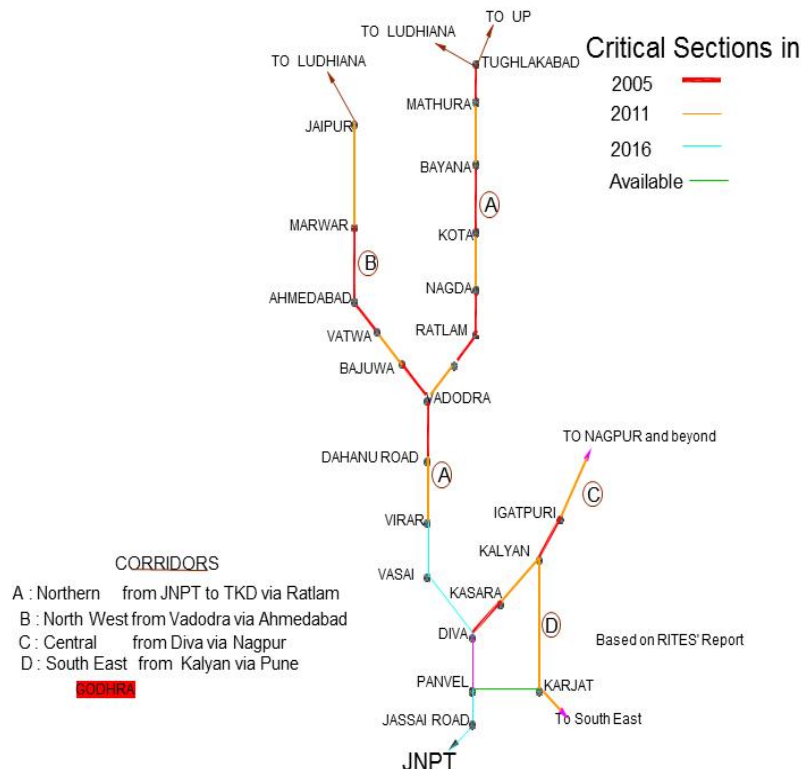 TO UP
TO LUDHIANA
Critical Sections in
TO LUDHIANA
TUGHLAKABAD
2005
MATHURA
2011
JAIPUR
2016
BAYANA
Available
A
MARWAR
KOTA
B
NAGDA
AHMEDABAD
RATLAM
VATWA
BAJUWA
VADODRA
TO NAGPUR and beyond
DAHANU ROAD
A
C
IGATPURI
VIRAR
KALYAN
CORRIDORS
VASAI
KASARA
A : Northern from JNPT to TKD via Ratlam
B : North West from Vadodra via Ahmedabad
D
C : Central from Diva via Nagpur
DIVA
Based on RITES' Report
D : South East from Kalyan via Pune
GODHRA
PANVEL
KARJAT
JASSAI ROAD
To South East
JNPT